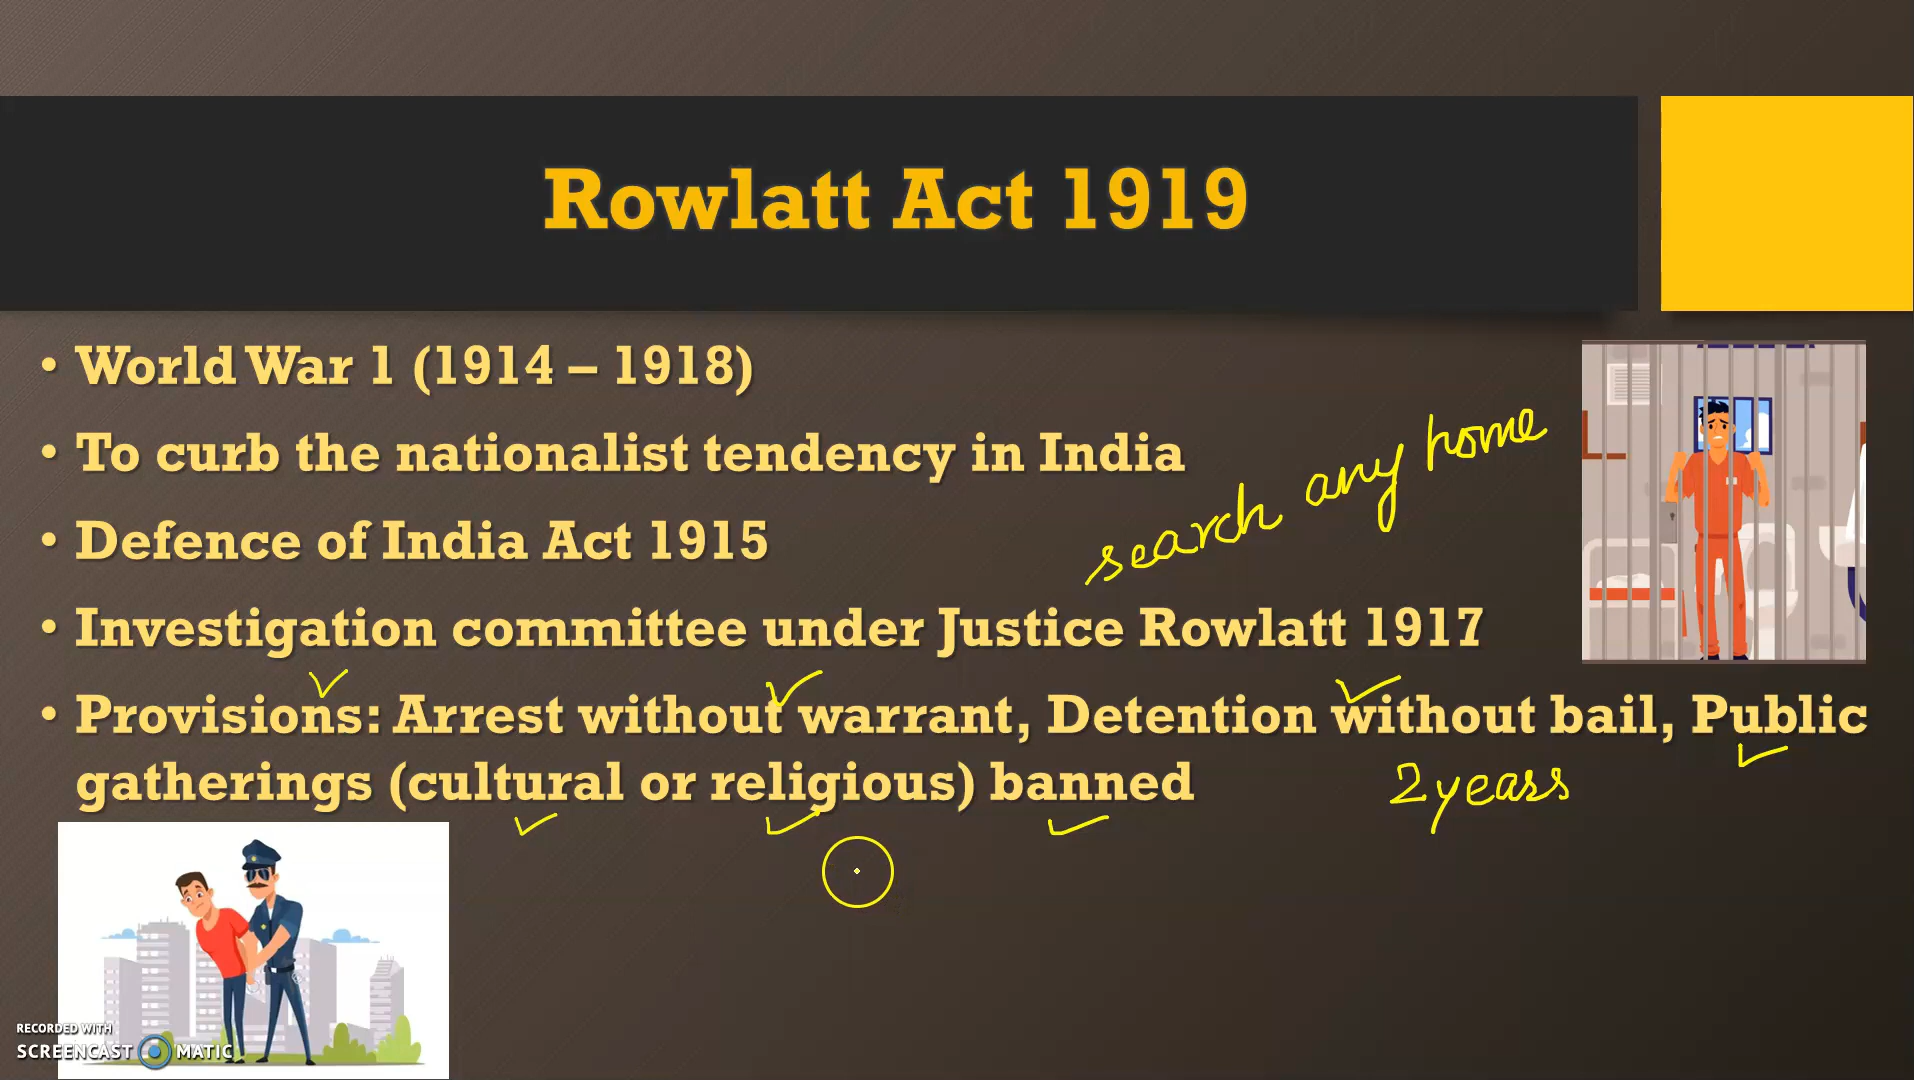 Rowlatt Act 1919
• World War 1 (1914 – 1918)
• To curb the nationalist tendency in India
search any home
• Defence of India Act 1915
• Investigation committee under Justice Rowlatt 1917
• Provisions: Arrest without warrant, Detention without bail, Public
gatherings (cultural or religious) banned
2 years
RECORDED WITH
SCREENCAST MATIC